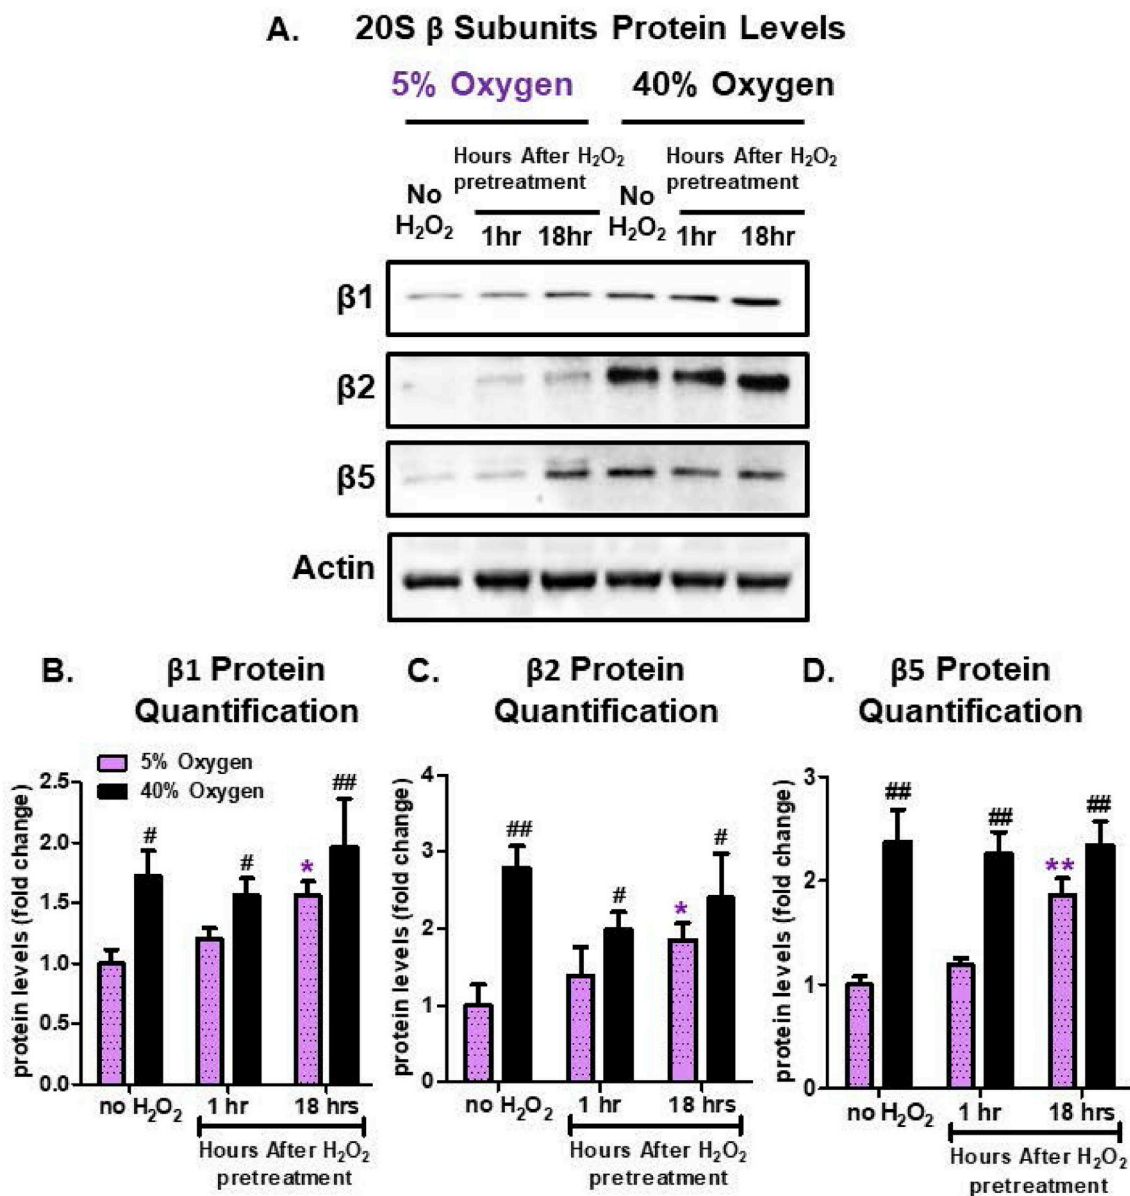 A. 20S β Subunits Protein Levels
5% Oxygen 40% Oxygen
Hours After H₂O₂ pretreatment
Hours After H₂O₂ pretreatment
No H₂O₂ 1hr 18hr No H₂O₂ 1hr 18hr
β1
β2
β5
Actin
B. β1 Protein
Quantification
5% Oxygen
40% Oxygen
protein levels (fold change)
2.5
2.0
1.5
1.0
0.5
0.0
# # * ##
no H₂O₂ 1 hr 18 hrs
Hours After H₂O₂
pretreatment
C. β2 Protein
Quantification
protein levels (fold change)
4
3
2
1
0
## # * #
no H₂O₂ 1 hr 18 hrs
Hours After H₂O₂
pretreatment
D. β5 Protein
Quantification
protein levels (fold change)
3
2
1
0
## ## ** ##
no H₂O₂ 1 hr 18 hrs
Hours After H₂O₂
pretreatment